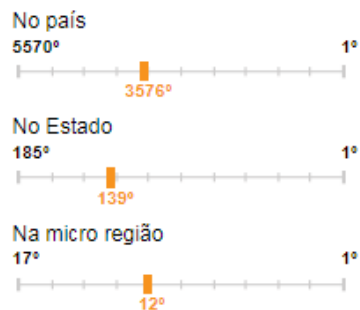 No país
5570º 1º
3576º
No Estado
185º 1º
139º
Na micro região
17º 1º
12º